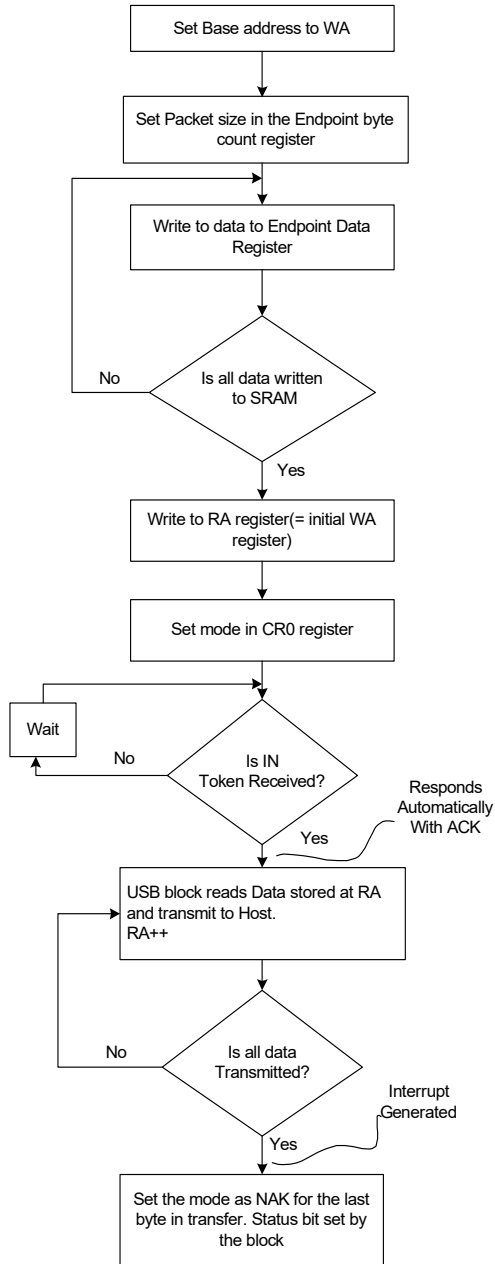 Set Base address to WA
Set Packet size in the Endpoint byte
count register
Write to data to Endpoint Data
Register
No
Is all data written
to SRAM
Yes
Write to RA register(= initial WA
register)
Set mode in CR0 register
Wait
No
Is IN
Token Received?
Responds
Automatically
With ACK
Yes
USB block reads Data stored at RA
and transmit to Host.
RA++
No
Is all data
Transmitted?
Interrupt
Generated
Yes
Set the mode as NAK for the last
byte in transfer. Status bit set by
the block